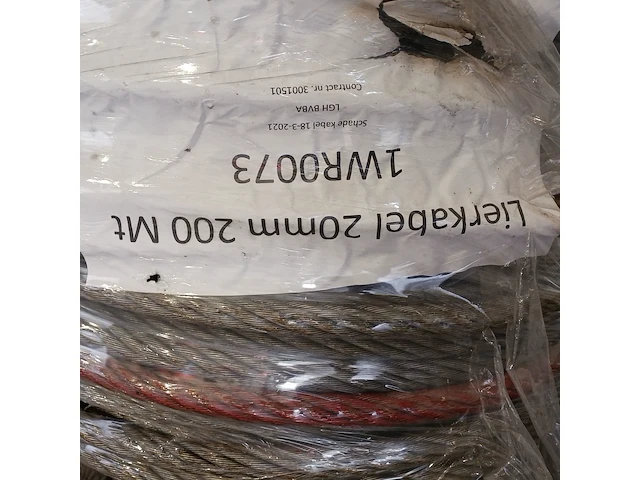 Lierkabel 20mm 200 Mt
1WR0073
Schade kabel 18-3-2021
LGH BVBA
Contract nr. 3001501